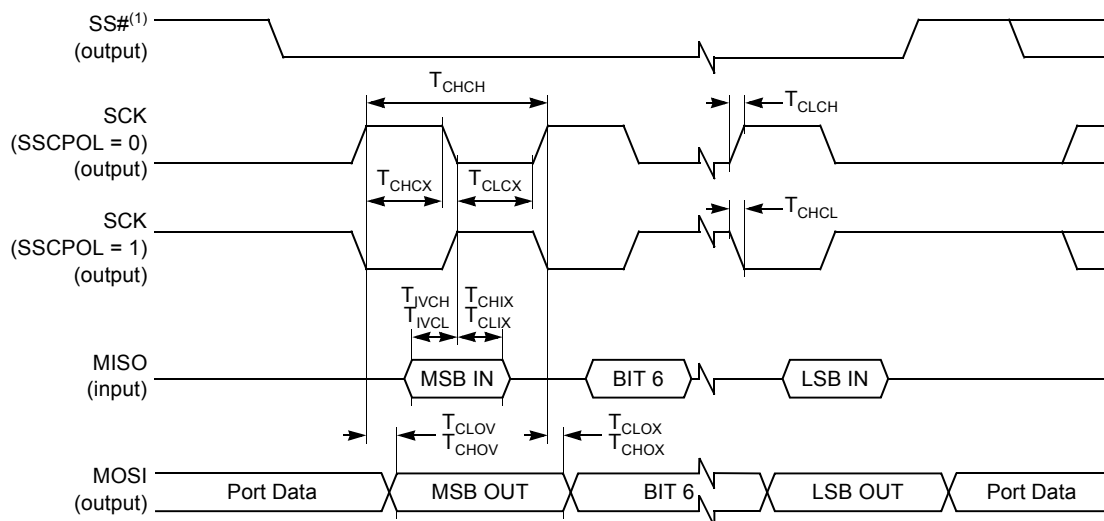 SS#(1)
(output)
TCHCH
TCLCH
SCK
(SSCPOL = 0)
(output)
TCHCX
TCLCX
TCHCL
SCK
(SSCPOL = 1)
(output)
TIVCH
TCHIX
TIVCL
TCLIX
MISO
(input)
MSB IN
BIT 6
LSB IN
TCLOV
TCLOX
TCHOV
TCHOX
MOSI
(output)
Port Data
MSB OUT
BIT 6
LSB OUT
Port Data